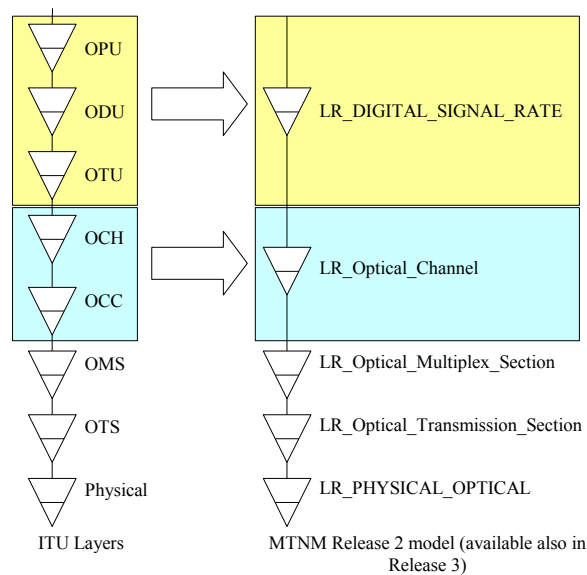 OPU
ODU
LR_DIGITAL_SIGNAL_RATE
OTU
OCH
LR_Optical_Channel
OCC
OMS
LR_Optical_Multiplex_Section
OTS
LR_Optical_Transmission_Section
Physical
LR_PHYSICAL_OPTICAL
ITU Layers
MTNM Release 2 model (available also in
Release 3)